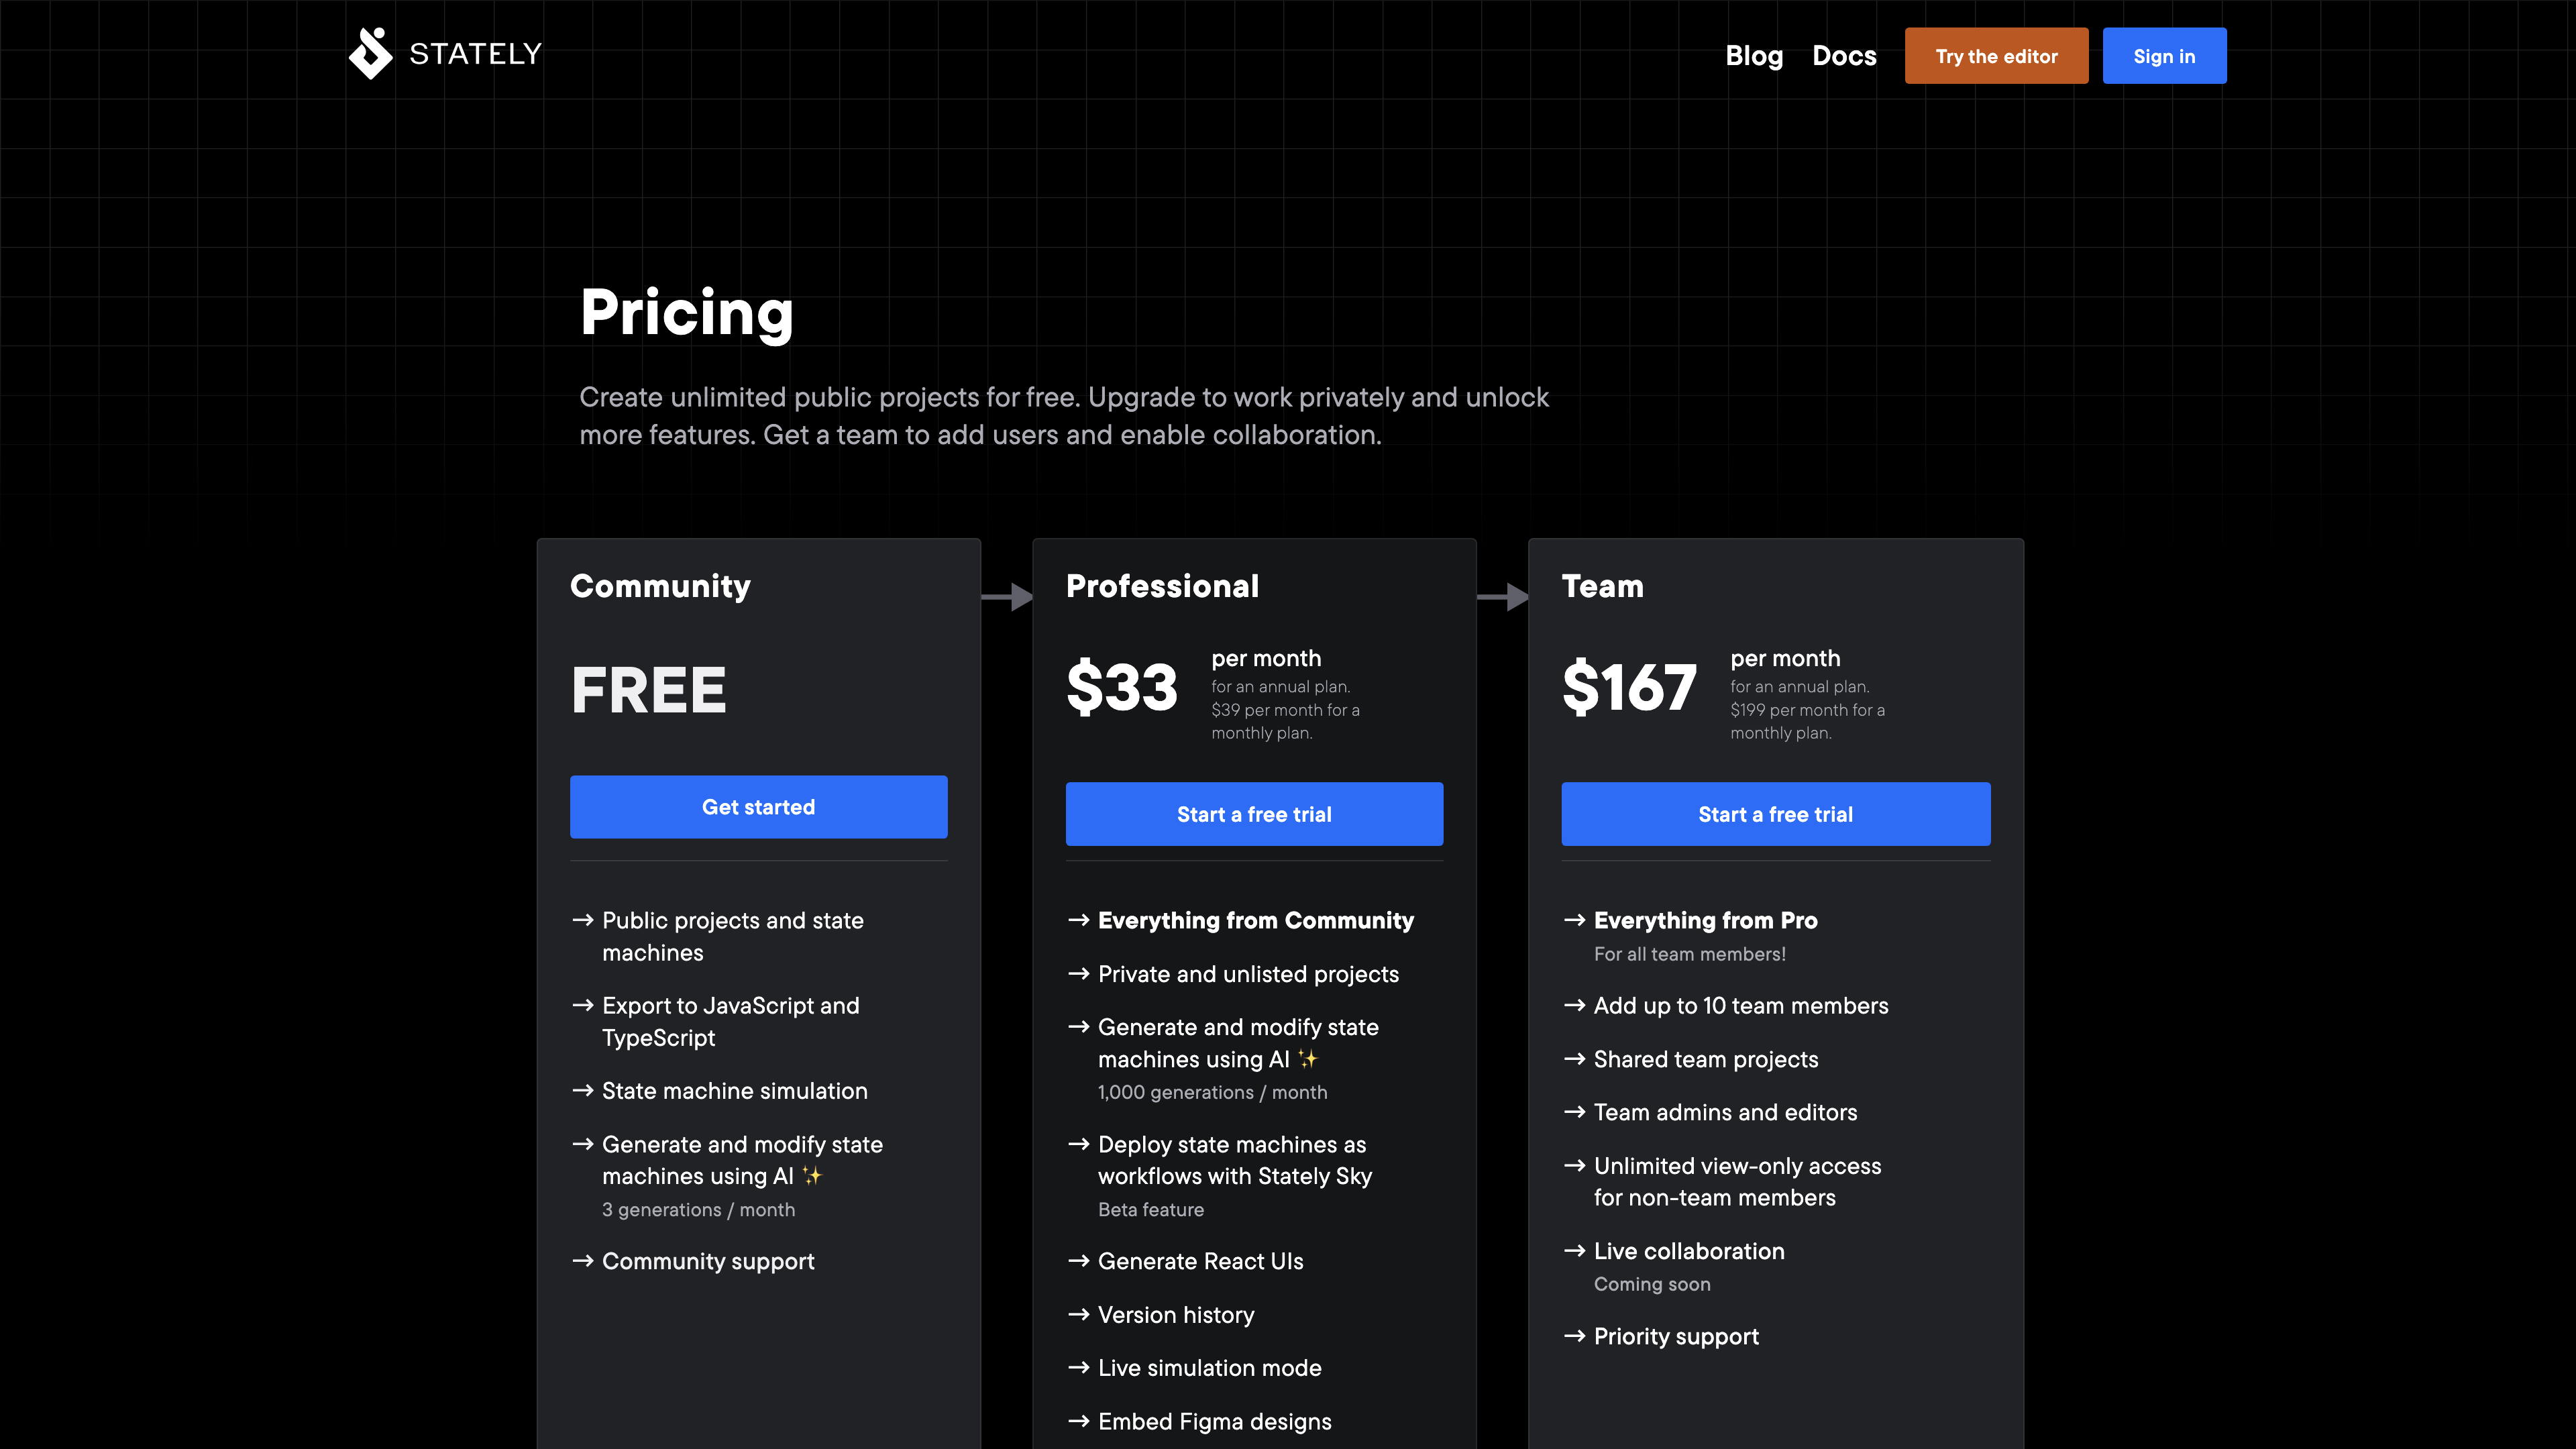 STATELY
Blog
Docs
Try the editor
Sign in
Pricing
Create unlimited public projects for free. Upgrade to work privately and unlock
more features. Get a team to add users and enable collaboration.
Community
FREE
Get started
→ Public projects and state
machines
→ Export to JavaScript and
TypeScript
→ State machine simulation
→ Generate and modify state
machines using AI ✨
3 generations / month
→ Community support
Professional
$33
per month
for an annual plan.
$39 per month for a
monthly plan.
Start a free trial
→ Everything from Community
→ Private and unlisted projects
→ Generate and modify state
machines using AI ✨
1,000 generations / month
→ Deploy state machines as
workflows with Stately Sky
Beta feature
→ Generate React UIs
→ Version history
→ Live simulation mode
→ Embed Figma designs
Team
$167
per month
for an annual plan.
$199 per month for a
monthly plan.
Start a free trial
→ Everything from Pro
For all team members!
→ Add up to 10 team members
→ Shared team projects
→ Team admins and editors
→ Unlimited view-only access
for non-team members
→ Live collaboration
Coming soon
→ Priority support